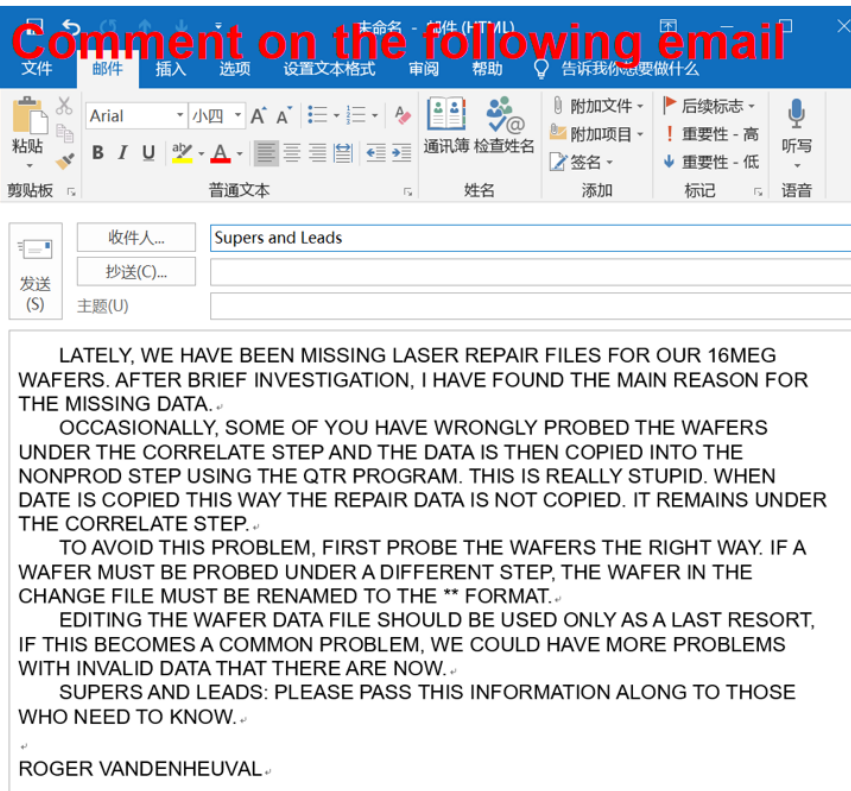 Comment on the following email
未命名 - 邮件 (HTML)
文件 邮件 插入 选项 设置文本格式 审阅 帮助 告诉我你想要做什么
Arial 小四 附加文件 后续标志
粘贴 B I U A 通讯簿 检查姓名 附加项目 重要性 - 高 听写
签名 重要性 - 低
剪贴板 普通文本 姓名 添加 标记 语音
收件人... Supers and Leads
抄送(C)...
发送
(S) 主题(U)
LATELY, WE HAVE BEEN MISSING LASER REPAIR FILES FOR OUR 16MEG
WAFERS. AFTER BRIEF INVESTIGATION, I HAVE FOUND THE MAIN REASON FOR
THE MISSING DATA.
OCCASIONALLY, SOME OF YOU HAVE WRONGLY PROBED THE WAFERS
UNDER THE CORRELATE STEP AND THE DATA IS THEN COPIED INTO THE
NONPROD STEP USING THE QTR PROGRAM. THIS IS REALLY STUPID. WHEN
DATE IS COPIED THIS WAY THE REPAIR DATA IS NOT COPIED. IT REMAINS UNDER
THE CORRELATE STEP.
TO AVOID THIS PROBLEM, FIRST PROBE THE WAFERS THE RIGHT WAY. IF A
WAFER MUST BE PROBED UNDER A DIFFERENT STEP, THE WAFER IN THE
CHANGE FILE MUST BE RENAMED TO THE ** FORMAT.
EDITING THE WAFER DATA FILE SHOULD BE USED ONLY AS A LAST RESORT,
IF THIS BECOMES A COMMON PROBLEM, WE COULD HAVE MORE PROBLEMS
WITH INVALID DATA THAT THERE ARE NOW.
SUPERS AND LEADS: PLEASE PASS THIS INFORMATION ALONG TO THOSE
WHO NEED TO KNOW.
ROGER VANDENHEUVAL